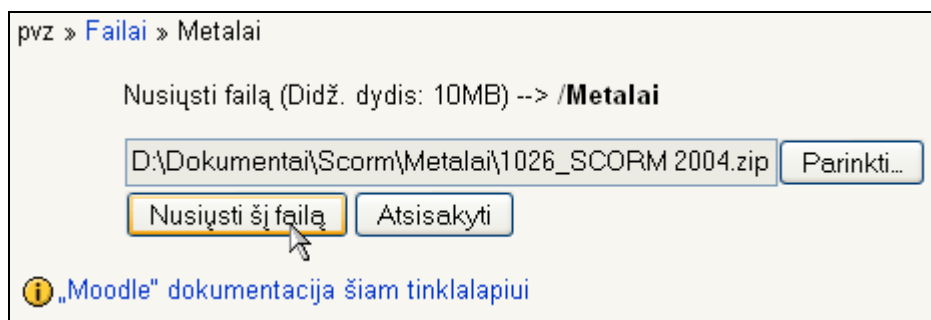 pvz » Failai » Metalai
Nusiųsti failą (Didž. dydis: 10MB) --> /Metalai
D:\Dokumentai\Scorm\Metalai\1026_SCORM 2004.zip Parinkti...
Nusiųsti šį failą Atsisakyti
„Moodle" dokumentacija šiam tinklalapiui